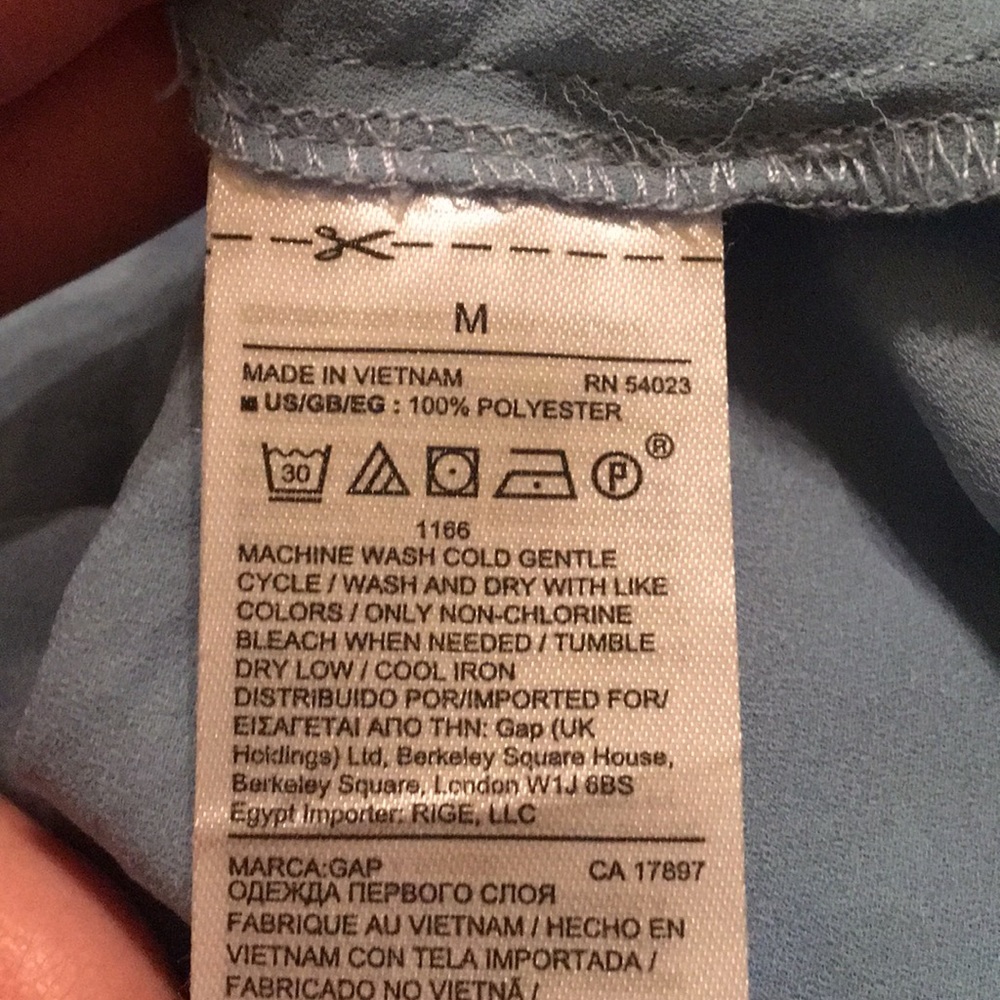 M
MADE IN VIETNAM RN 54023
US/GB/EG : 100% POLYESTER
30 P ®
1166
MACHINE WASH COLD GENTLE
CYCLE / WASH AND DRY WITH LIKE
COLORS / ONLY NON-CHLORINE
BLEACH WHEN NEEDED / TUMBLE
DRY LOW / COOL IRON
DISTRIBUIDO POR/IMPORTED FOR/
ΕΙΣΑΓΕΤΑΙ ΑΠΟ ΤΗΝ: Gap (UK
Holdings) Ltd, Berkeley Square House,
Berkeley Square, London W1J 6BS
Egypt Importer: RIGE, LLC
MARCA:GAP CA 17897
ОДЕЖДА ПЕРВОГО СЛОЯ
FABRIQUE AU VIETNAM / HECHO EN
VIETNAM CON TELA IMPORTADA /
FABRICADO NO VIETNÃ /